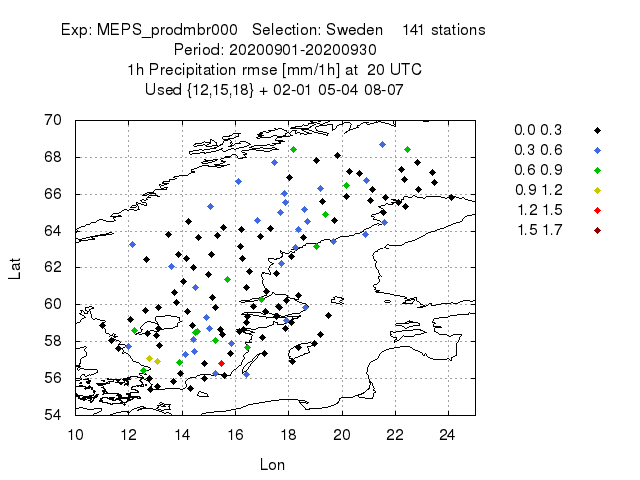 Exp: MEPS_prodmbr000 Selection: Sweden 141 stations
Period: 20200901-20200930
1h Precipitation rmse [mm/1h] at 20 UTC
Used {12,15,18} + 02-01 05-04 08-07
70
68
66
64
62
60
58
56
54
Lat
10 12 14 16 18 20 22 24
Lon
0.0 0.3
0.3 0.6
0.6 0.9
0.9 1.2
1.2 1.5
1.5 1.7